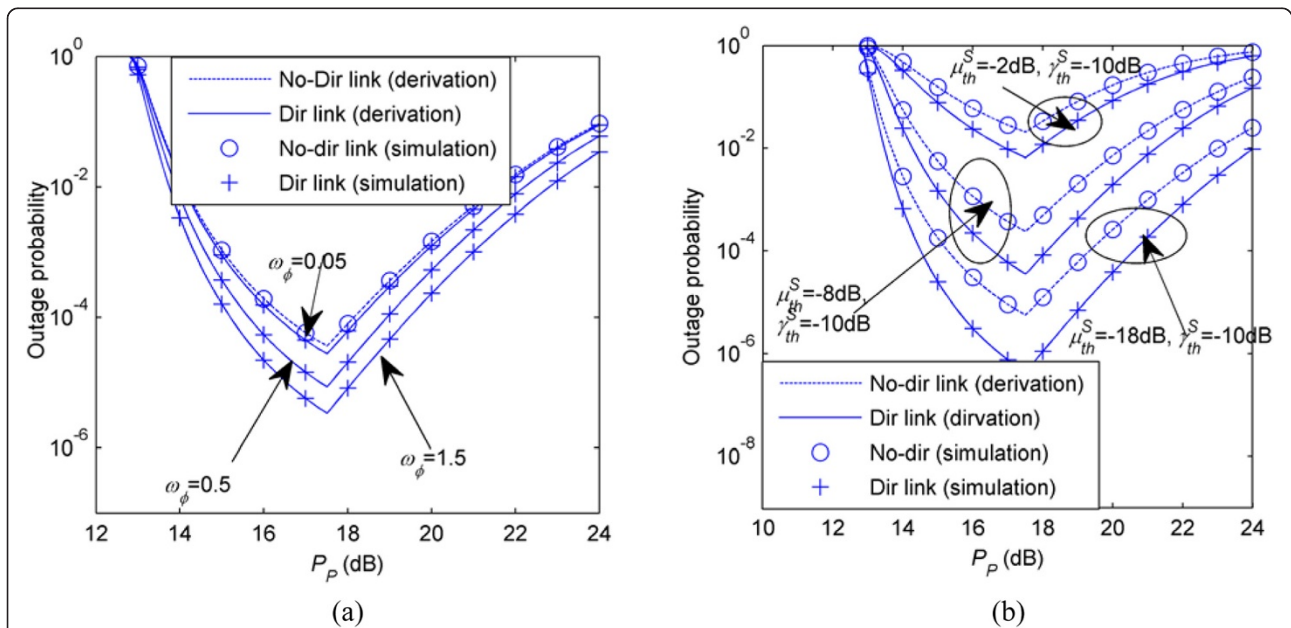 10^0
10^-2
10^-4
10^-6
Outage probability
No-Dir link (derivation)
Dir link (derivation)
No-dir link (simulation)
Dir link (simulation)
ω_ϕ=0.05
ω_ϕ=0.5
ω_ϕ=1.5
12 14 16 18 20 22 24
P_P (dB)
(a)
10^0
10^-2
10^-4
10^-6
10^-8
Outage probability
μ_th^S=-2dB, γ_th^S=-10dB
μ_th^S=-8dB,
γ_th^S=-10dB
μ_th^S=-18dB, γ_th^S=-10dB
No-dir link (derivation)
Dir link (dirvation)
No-dir (simulation)
Dir link (simulation)
10 12 14 16 18 20 22 24
P_P (dB)
(b)